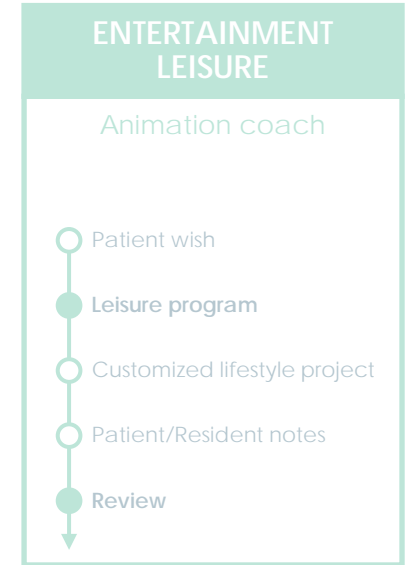 ENTERTAINMENT
LEISURE
Animation coach
Patient wish
Leisure program
Customized lifestyle project
Patient/Resident notes
Review